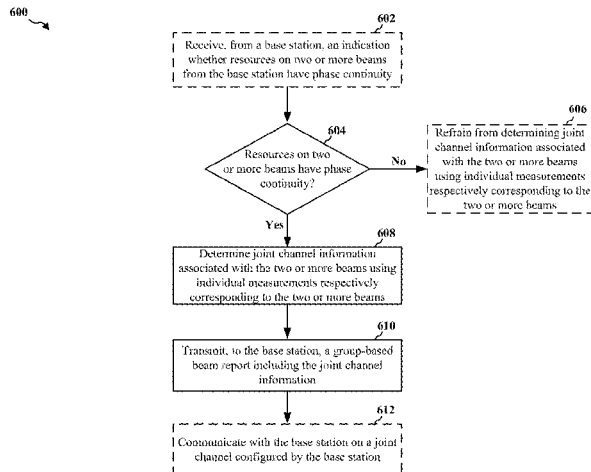 600
602
Receive, from a base station, an indication
whether resources on two or more beams
from the base station have phase continuity
604
Resources on two
or more beams have phase
continuity?
No
606
Refrain from determining joint
channel information associated
with the two or more beams
using individual measurements
respectively corresponding to the
two or more beams
Yes
608
Determine joint channel information
associated with the two or more beams using
individual measurements respectively
corresponding to the two or more beams
610
Transmit, to the base station, a group-based
beam report including the joint channel
information
612
Communicate with the base station on a joint
channel configured by the base station